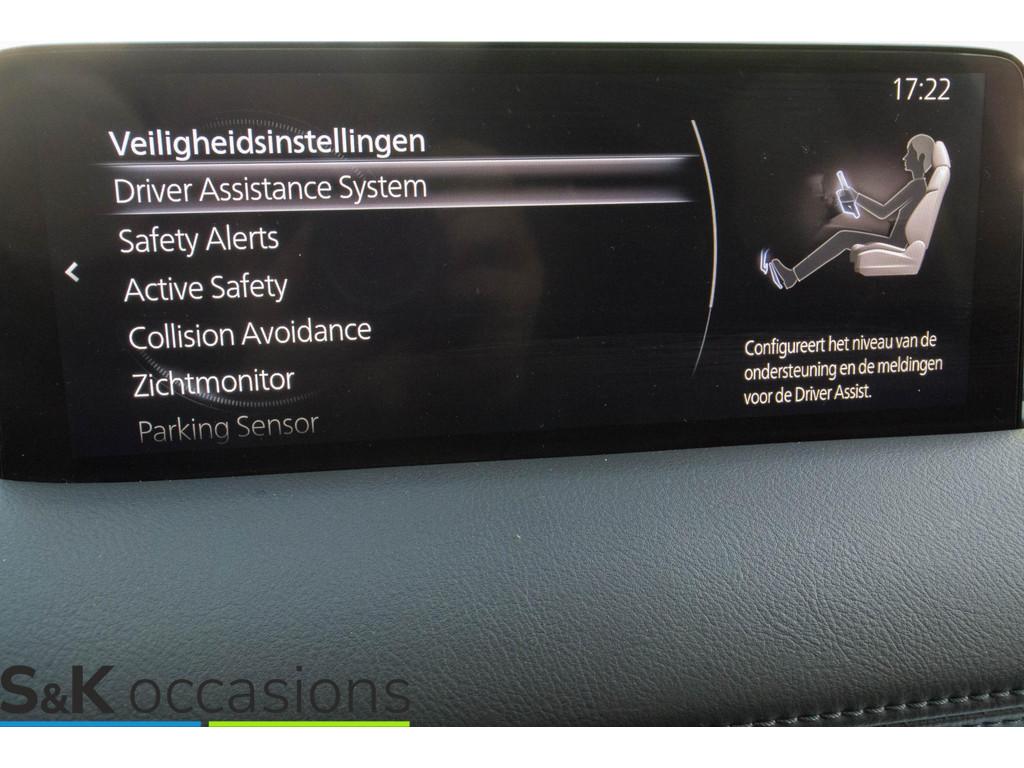 17:22
Veiligheidsinstellingen
Driver Assistance System
Safety Alerts
Active Safety
Collision Avoidance
Zichtmonitor
Parking Sensor
Configureert het niveau van de
ondersteuning en de meldingen
voor de Driver Assist.
S&K occasions